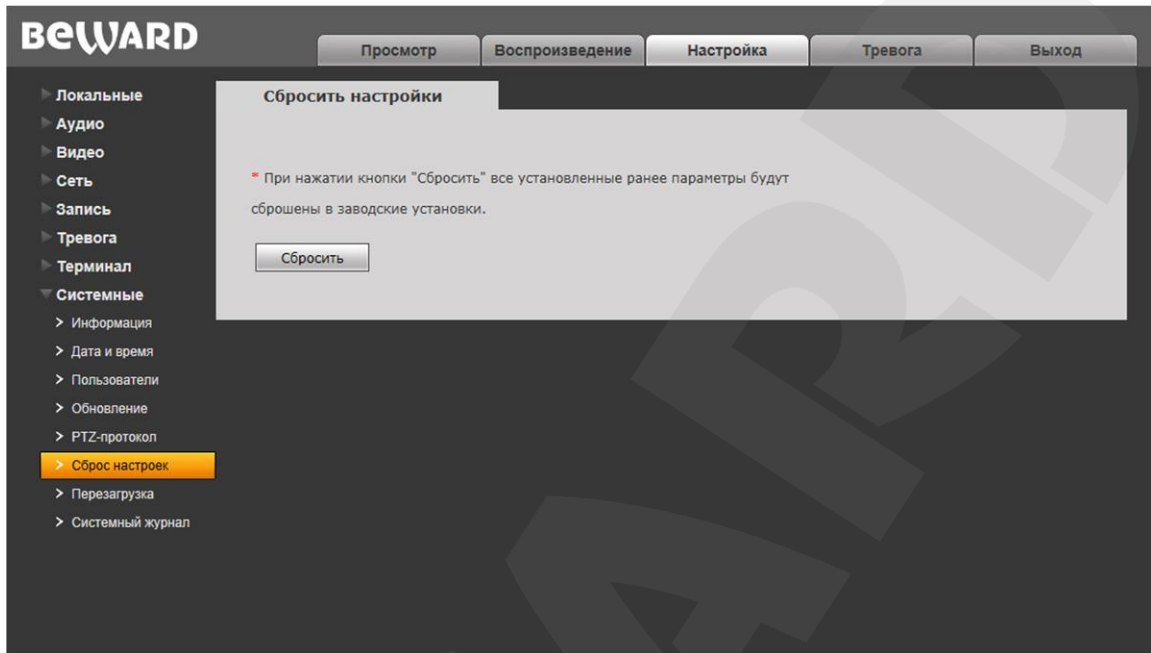 BEWARD
Просмотр
Воспроизведение
Настройка
Тревога
Выход
Локальные
Аудио
Видео
Сеть
Запись
Тревога
Терминал
Системные
Информация
Дата и время
Пользователи
Обновление
PTZ-протокол
Сброс настроек
Перезагрузка
Системный журнал
Сбросить настройки
* При нажатии кнопки "Сбросить" все установленные ранее параметры будут
сброшены в заводские установки.
Сбросить